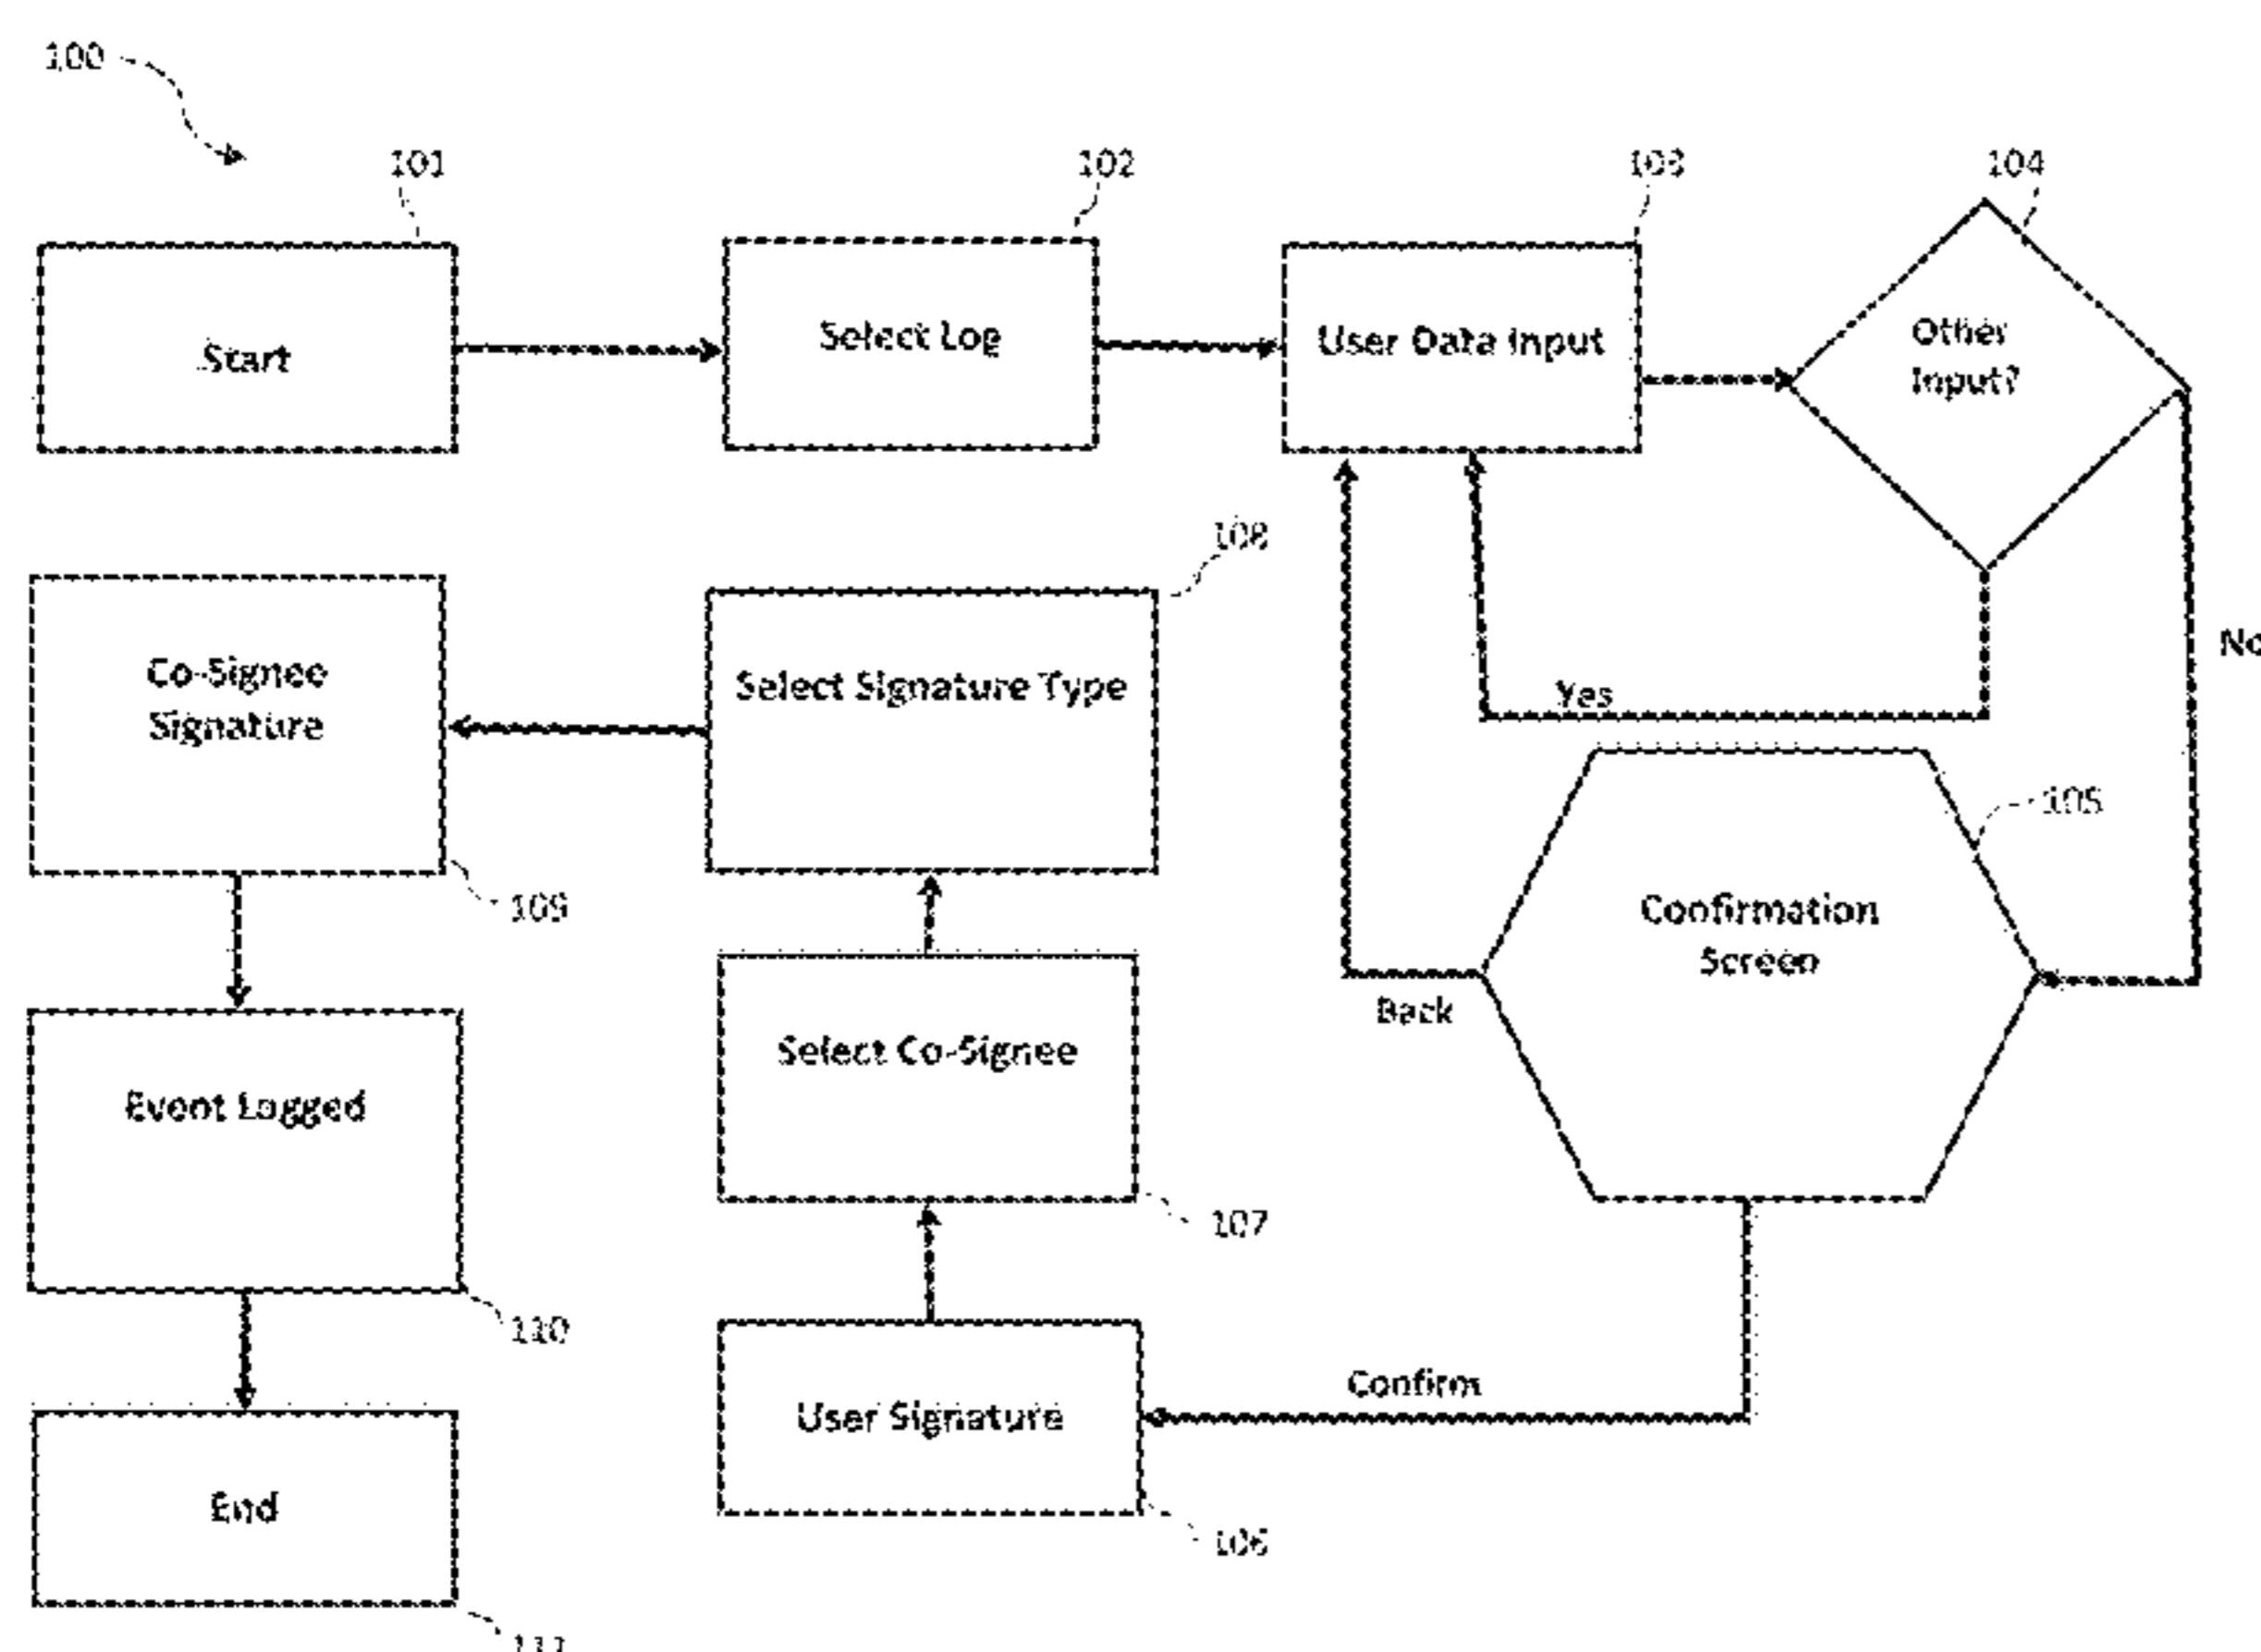 100
101
102
103
104
Start
Select Log
User Data Input
Other
Input?
108
Co-Signee
Signature
Select Signature Type
Yes
No
105
109
Confirmation
Screen
Back
Select Co-Signee
Event Logged
107
110
Confirm
User Signature
End
106
111